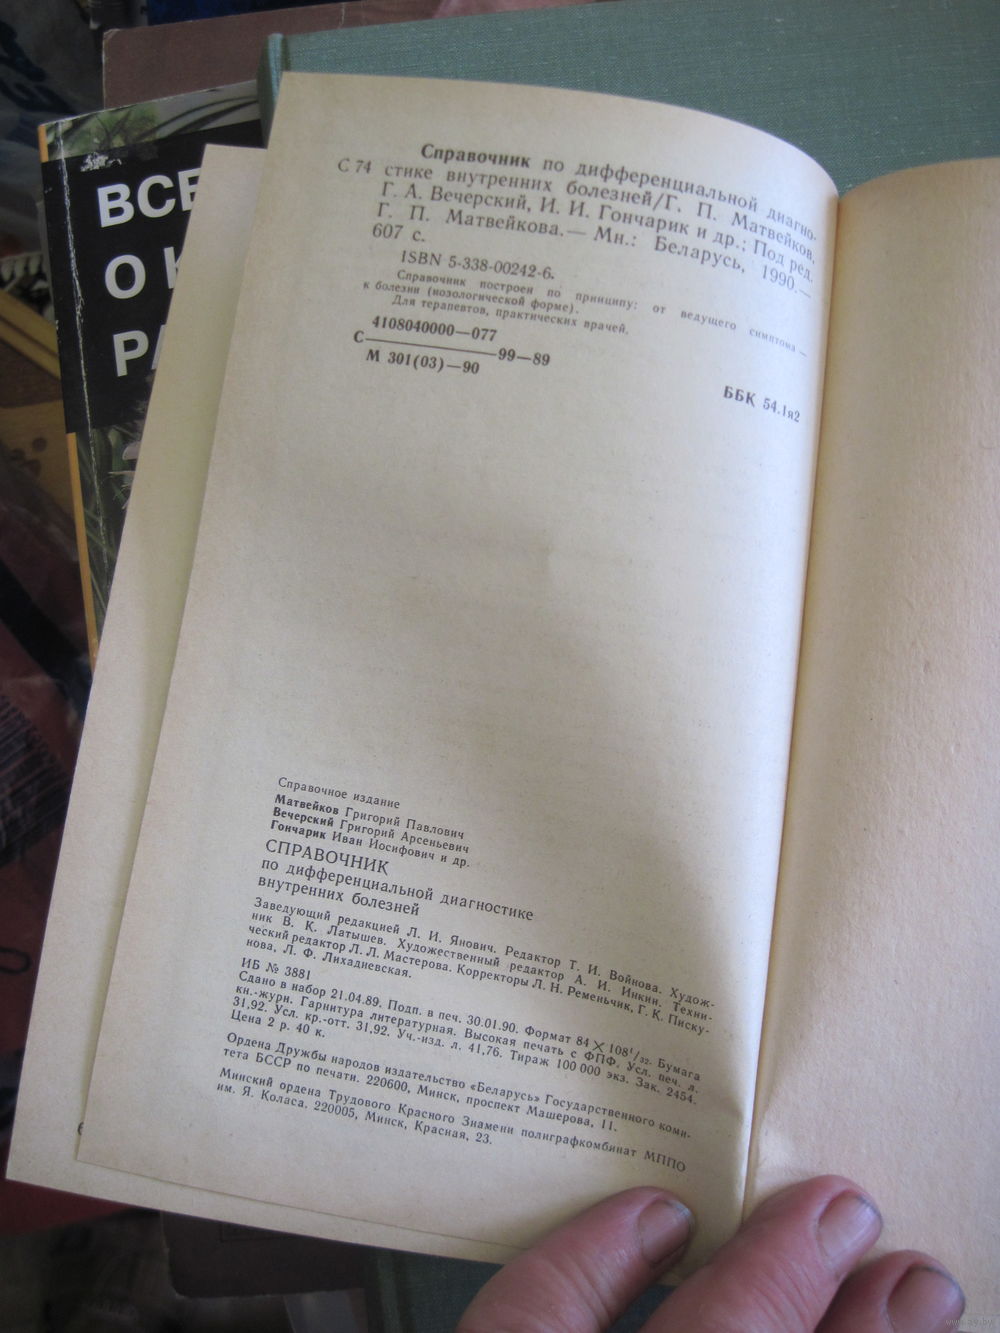 ВСЕ
О
РА
Справочник по дифференциальной диагно-
С 74 стике внутренних болезней/Г. П. Матвейков,
Г. А. Вечерский, И. И. Гончарик и др.; Под ред.
Г. П. Матвейкова.— Мн.: Беларусь, 1990.—
607 с.
ISBN 5-338-00242-6.
Справочник построен по принципу: от ведущего симптома —
к болезни (нозологической форме).
Для терапевтов, практических врачей.
4108040000—077
С 99—89
М 301(03)—90
ББК 54.1я2
Справочное издание
Матвейков Григорий Павлович
Вечерский Григорий Арсеньевич
Гончарик Иван Иосифович и др.
СПРАВОЧНИК
по дифференциальной диагностике
внутренних болезней
Заведующий редакцией Л. И. Янович. Редактор Т. И. Войнова. Худож-
ник В. К. Латышев. Художественный редактор А. И. Инкин. Техни-
ческий редактор Л. Л. Мастерова. Корректоры Л. Н. Ременьчик, Г. К. Писку-
нова, Л. Ф. Лихадиевская.
ИБ № 3881
Сдано в набор 21.04.89. Подп. в печ. 30.01.90. Формат 84×108¹/₃₂. Бумага
кн.-журн. Гарнитура литературная. Высокая печать с ФПФ. Усл. печ. л.
31,92. Усл. кр.-отт. 31,92. Уч.-изд. л. 41,76. Тираж 100 000 экз. Зак. 2454.
Цена 2 р. 40 к.
Ордена Дружбы народов издательство «Беларусь» Государственного коми-
тета БССР по печати. 220600, Минск, проспект Машерова, 11.
Минский ордена Трудового Красного Знамени полиграфкомбинат МППО
им. Я. Коласа. 220005, Минск, Красная, 23.
6
www.ay.by